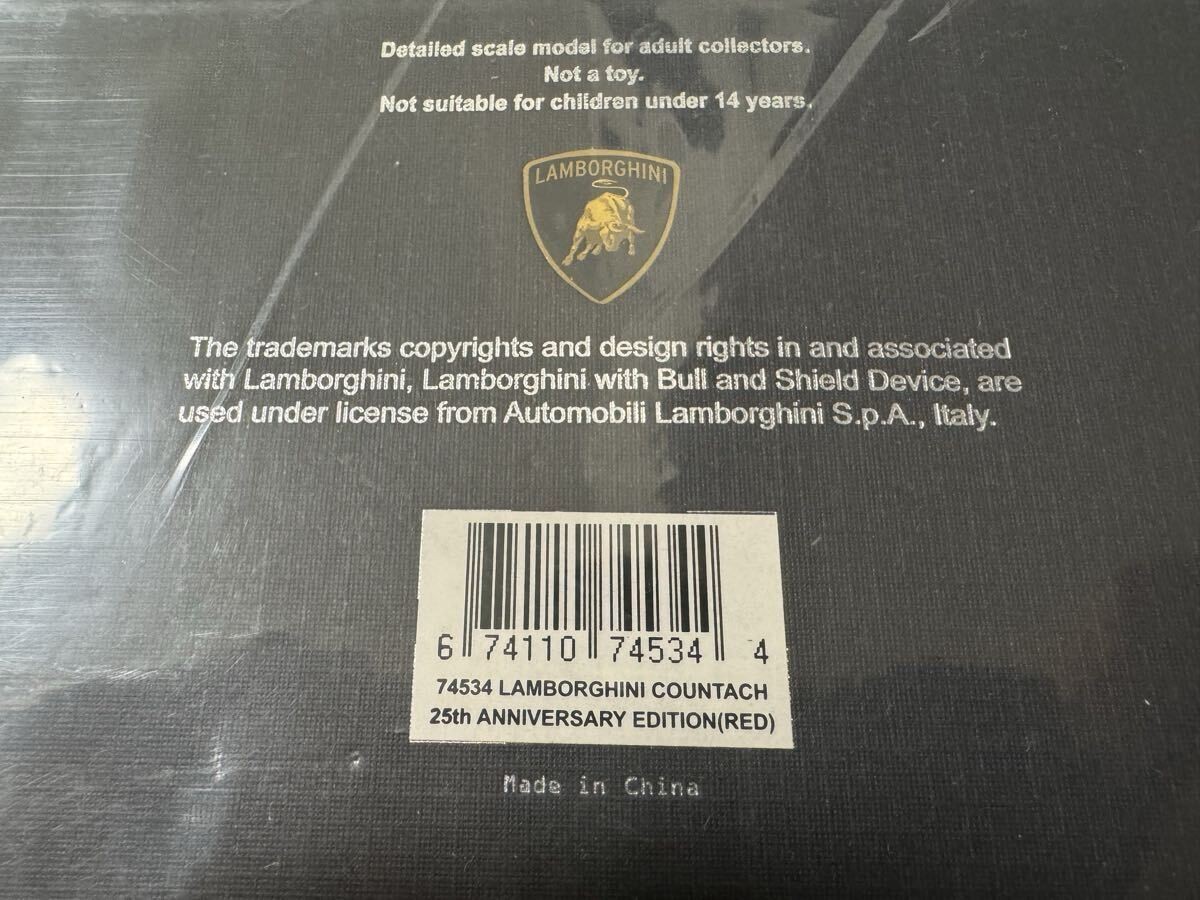 Detailed scale model for adult collectors.
Not a toy.
Not suitable for children under 14 years.
LAMBORGHINI
The trademarks copyrights and design rights in and associated
with Lamborghini, Lamborghini with Bull and Shield Device, are
used under license from Automobili Lamborghini S.p.A., Italy.
6 74110 74534 4
74534 LAMBORGHINI COUNTACH
25th ANNIVERSARY EDITION(RED)
Made in China